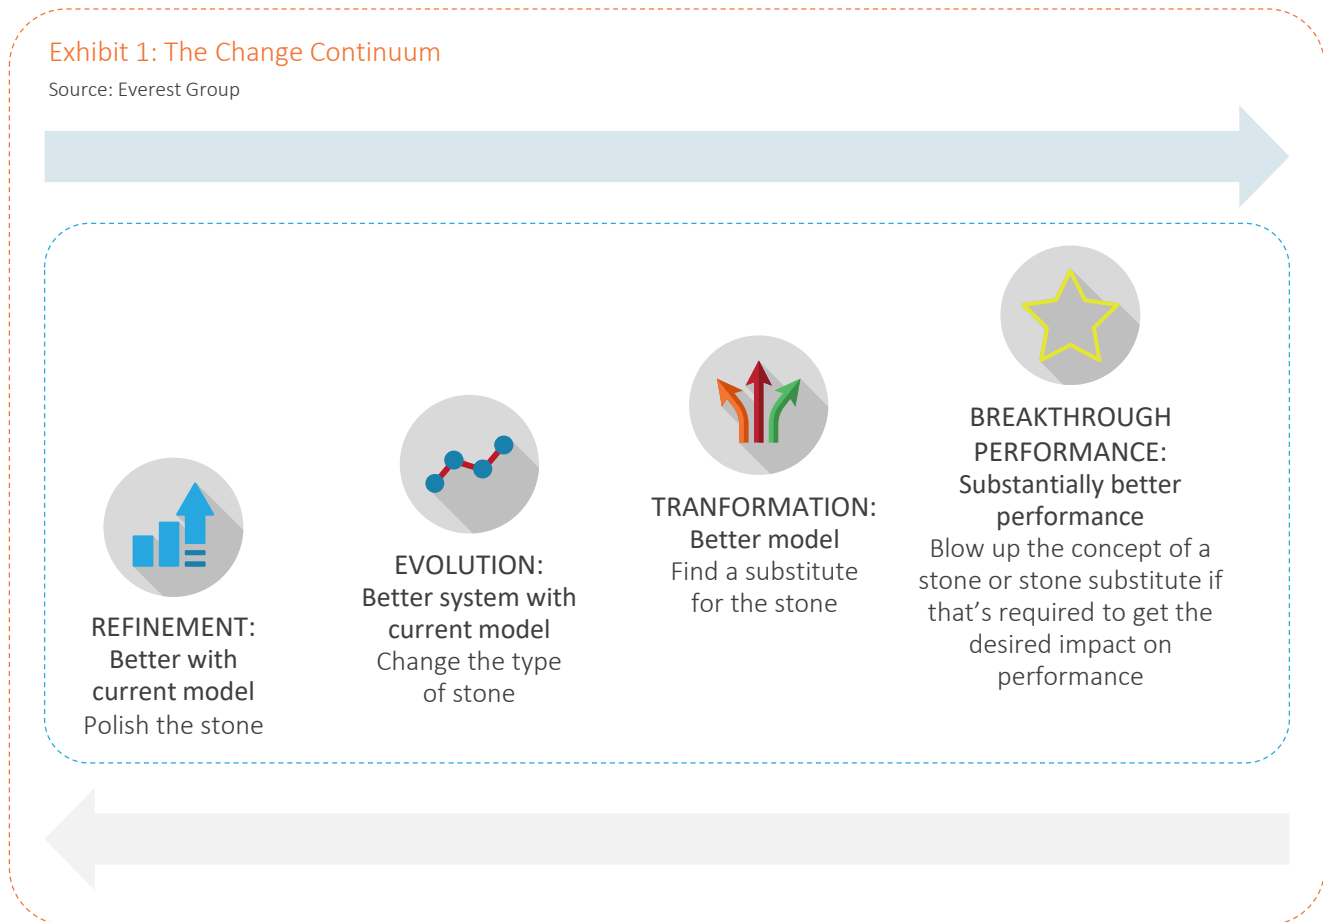 Exhibit 1: The Change Continuum
Source: Everest Group
REFINEMENT:
Better with
current model
Polish the stone
EVOLUTION:
Better system with
current model
Change the type
of stone
TRANFORMATION:
Better model
Find a substitute
for the stone
BREAKTHROUGH
PERFORMANCE:
Substantially better
performance
Blow up the concept of a
stone or stone substitute if
that’s required to get the
desired impact on
performance